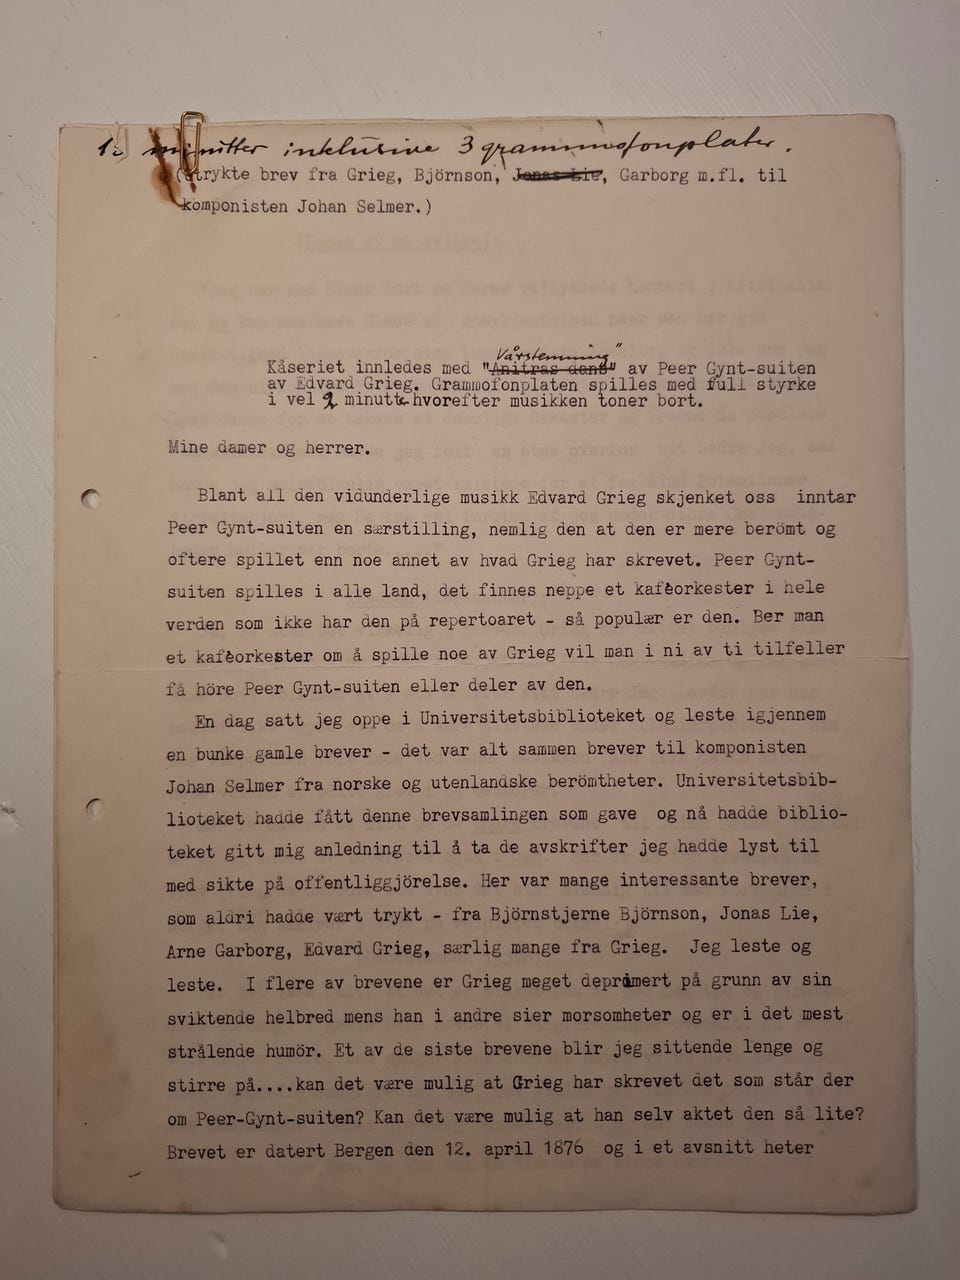 minutter inklusive 3 grammofonplater.
trykte brev fra Grieg, Björnson, Jonas Lie, Garborg m.fl. til
komponisten Johan Selmer.)
Vårstemning"
Kåseriet innledes med "Anitras dans" av Peer Gynt-suiten
av Edvard Grieg. Grammofonplaten spilles med full styrke
i vel 2 minutt hvorefter musikken toner bort.
Mine damer og herrer.
Blant all den vidunderlige musikk Edvard Grieg skjenket oss inntar
Peer Gynt-suiten en særstilling, nemlig den at den er mere berömt og
oftere spillet enn noe annet av hvad Grieg har skrevet. Peer Gynt-
suiten spilles i alle land, det finnes neppe et kaféorkester i hele
verden som ikke har den på repertoaret - så populær er den. Ber man
et kaféorkester om å spille noe av Grieg vil man i ni av ti tilfeller
få höre Peer Gynt-suiten eller deler av den.
En dag satt jeg oppe i Universitetsbiblioteket og leste igjennem
en bunke gamle brever - det var alt sammen brever til komponisten
Johan Selmer fra norske og utenlandske berömtheter. Universitetsbib-
lioteket hadde fått denne brevsamlingen som gave og nå hadde biblio-
teket gitt mig anledning til å ta de avskrifter jeg hadde lyst til
med sikte på offentliggjörelse. Her var mange interessante brever,
som aldri hadde vært trykt - fra Björnstjerne Björnson, Jonas Lie,
Arne Garborg, Edvard Grieg, særlig mange fra Grieg. Jeg leste og
leste. I flere av brevene er Grieg meget deprimert på grunn av sin
sviktende helbred mens han i andre sier morsomheter og er i det mest
strålende humör. Et av de siste brevene blir jeg sittende lenge og
stirre på....kan det være mulig at Grieg har skrevet det som står der
om Peer-Gynt-suiten? Kan det være mulig at han selv aktet den så lite?
Brevet er datert Bergen den 12. april 1876 og i et avsnitt heter